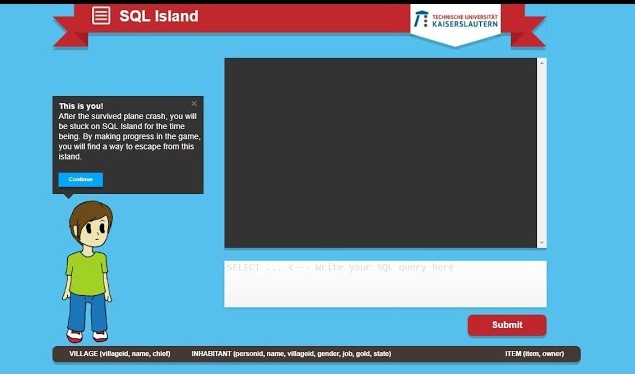 SQL Island
TECHNISCHE UNIVERSITÄT
KAISERSLAUTERN
This is you!
After the survived plane crash, you will
be stuck on SQL Island for the time
being. By making progress in the game,
you will find a way to escape from this
island.
Continue
SELECT ... <--- Write your SQL query here
Submit
VILLAGE (villageid, name, chief) INHABITANT (personid, name, villageid, gender, job, gold, state) ITEM (item, owner)